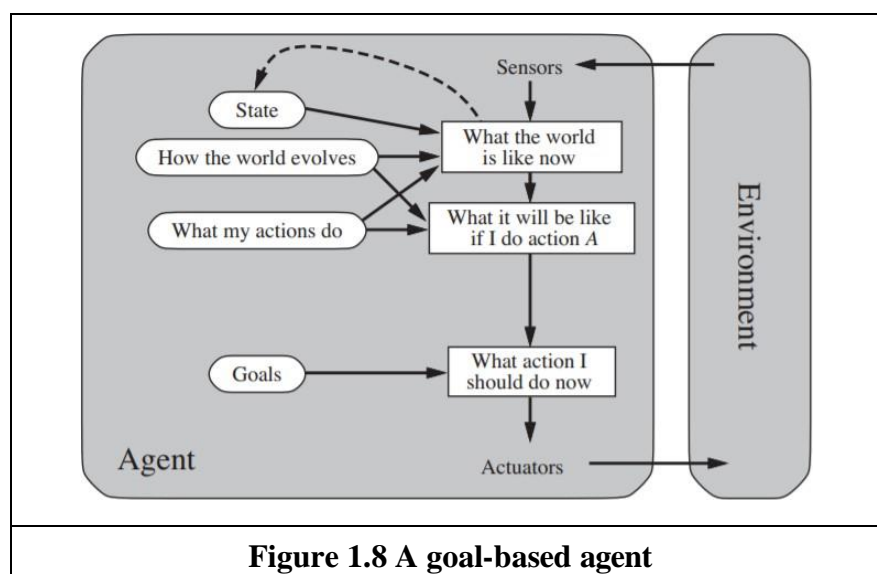 Sensors
State
What the world
is like now
How the world evolves
What it will be like
if I do action A
What my actions do
What action I
should do now
Goals
Agent
Actuators
Environment
Figure 1.8 A goal-based agent